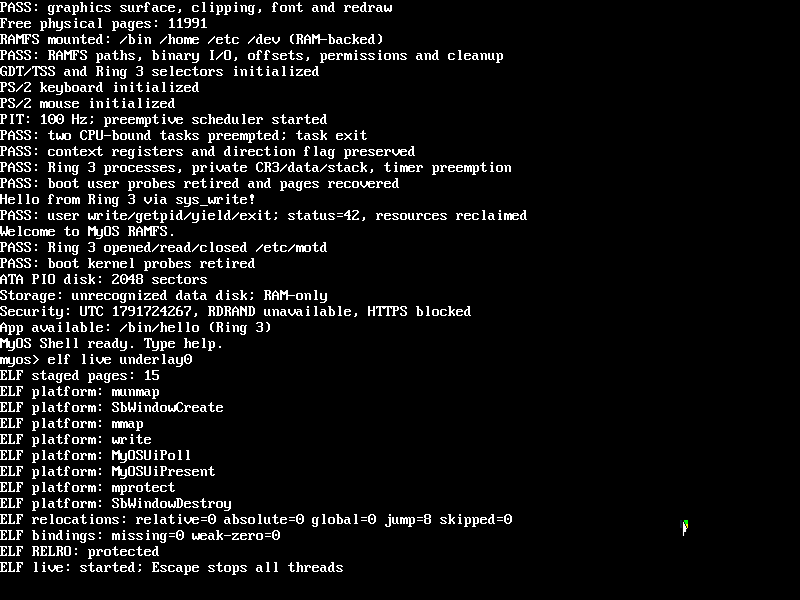 PASS: graphics surface, clipping, font and redraw
Free physical pages: 11991
RAMFS mounted: /bin /home /etc /dev (RAM-backed)
PASS: RAMFS paths, binary I/O, offsets, permissions and cleanup
GDT/TSS and Ring 3 selectors initialized
PS/2 keyboard initialized
PS/2 mouse initialized
PIT: 100 Hz; preemptive scheduler started
PASS: two CPU-bound tasks preempted; task exit
PASS: context registers and direction flag preserved
PASS: Ring 3 processes, private CR3/data/stack, timer preemption
PASS: boot user probes retired and pages recovered
Hello from Ring 3 via sys_write!
PASS: user write/getpid/yield/exit; status=42, resources reclaimed
Welcome to MyOS RAMFS.
PASS: Ring 3 opened/read/closed /etc/motd
PASS: boot kernel probes retired
ATA PIO disk: 2048 sectors
Storage: unrecognized data disk; RAM-only
Security: UTC 1791724267, RDRAND unavailable, HTTPS blocked
App available: /bin/hello (Ring 3)
MyOS Shell ready. Type help.
myos> elf live underlay0
ELF staged pages: 15
ELF platform: munmap
ELF platform: SbWindowCreate
ELF platform: mmap
ELF platform: write
ELF platform: MyOSUiPoll
ELF platform: MyOSUiPresent
ELF platform: mprotect
ELF platform: SbWindowDestroy
ELF relocations: relative=0 absolute=0 global=0 jump=8 skipped=0
ELF bindings: missing=0 weak-zero=0
ELF RELRO: protected
ELF live: started; Escape stops all threads